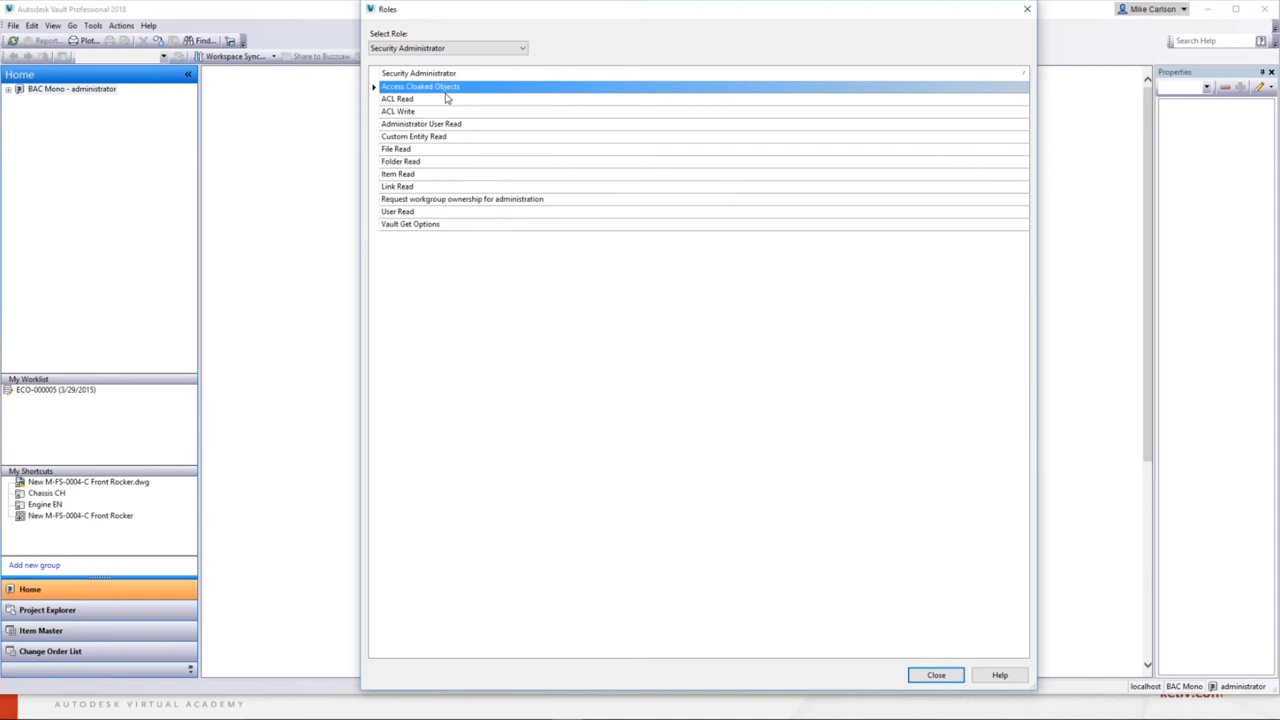 Autodesk Vault Professional 2018
Roles
Mike Carlson
File Edit View Go Tools Actions Help
Select Role:
Report... Plot... Find...
Search Help
Security Administrator
Workspace Sync...
Share to Buzzsaw
Home
Properties
Security Administrator
BAC Mono - administrator
Access Cloaked Objects
ACL Read
ACL Write
Administrator User Read
Custom Entity Read
File Read
Folder Read
Item Read
Link Read
Request workgroup ownership for administration
User Read
Vault Get Options
My Worklist
ECO-000005 (3/29/2015)
My Shortcuts
New M-FS-0004-C Front Rocker.dwg
Chassis CH
Engine EN
New M-FS-0004-C Front Rocker
Add new group
Home
Project Explorer
Item Master
Change Order List
Close
Help
localhost BAC Mono administrator
AUTODESK VIRTUAL ACADEMY
ketiv.com